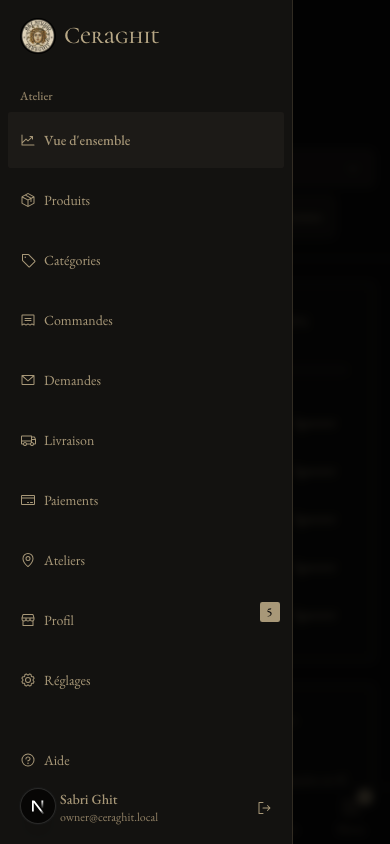 Ceraghit
Atelier
Vue d'ensemble
Produits
Catégories
Commandes
Demandes
Livraison
Paiements
Ateliers
Profil 5
Réglages
Aide
N
Sabri Ghit
owner@ceraghit.local